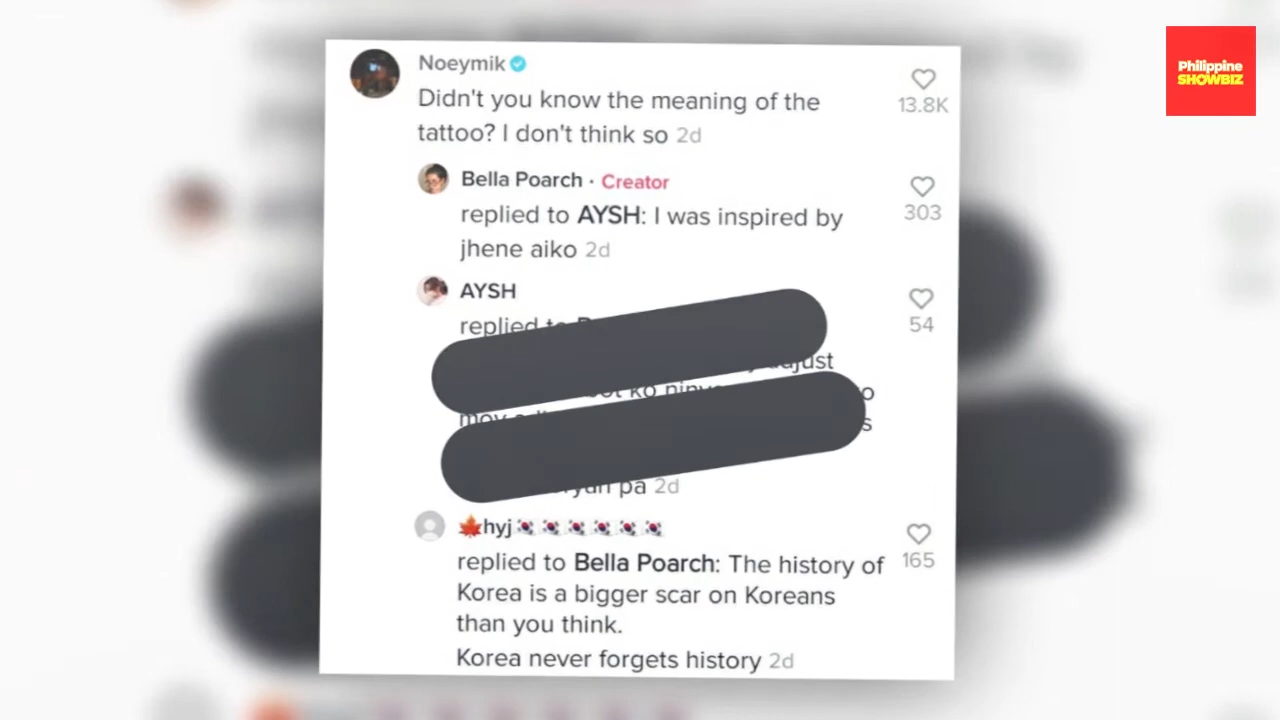 Philippine
SHOWBIZ
Noeymik
13.8K
Didn't you know the meaning of the
tattoo? I don't think so 2d
Bella Poarch · Creator
303
replied to AYSH: I was inspired by
jhene aiko 2d
AYSH
54
replied
ko
pa 2d
🍁hyj🇰🇷🇰🇷🇰🇷🇰🇷🇰🇷🇰🇷
165
replied to Bella Poarch: The history of
Korea is a bigger scar on Koreans
than you think.
Korea never forgets history 2d